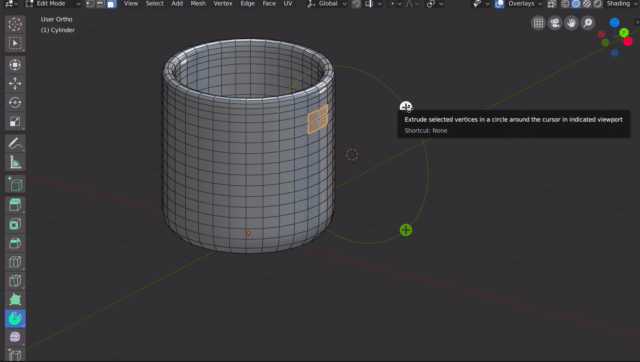 Edit Mode View Select Add Mesh Vertex Edge Face UV Global Overlays Shading
User Ortho
(1) Cylinder
Extrude selected vertices in a circle around the cursor in indicated viewport
Shortcut: None